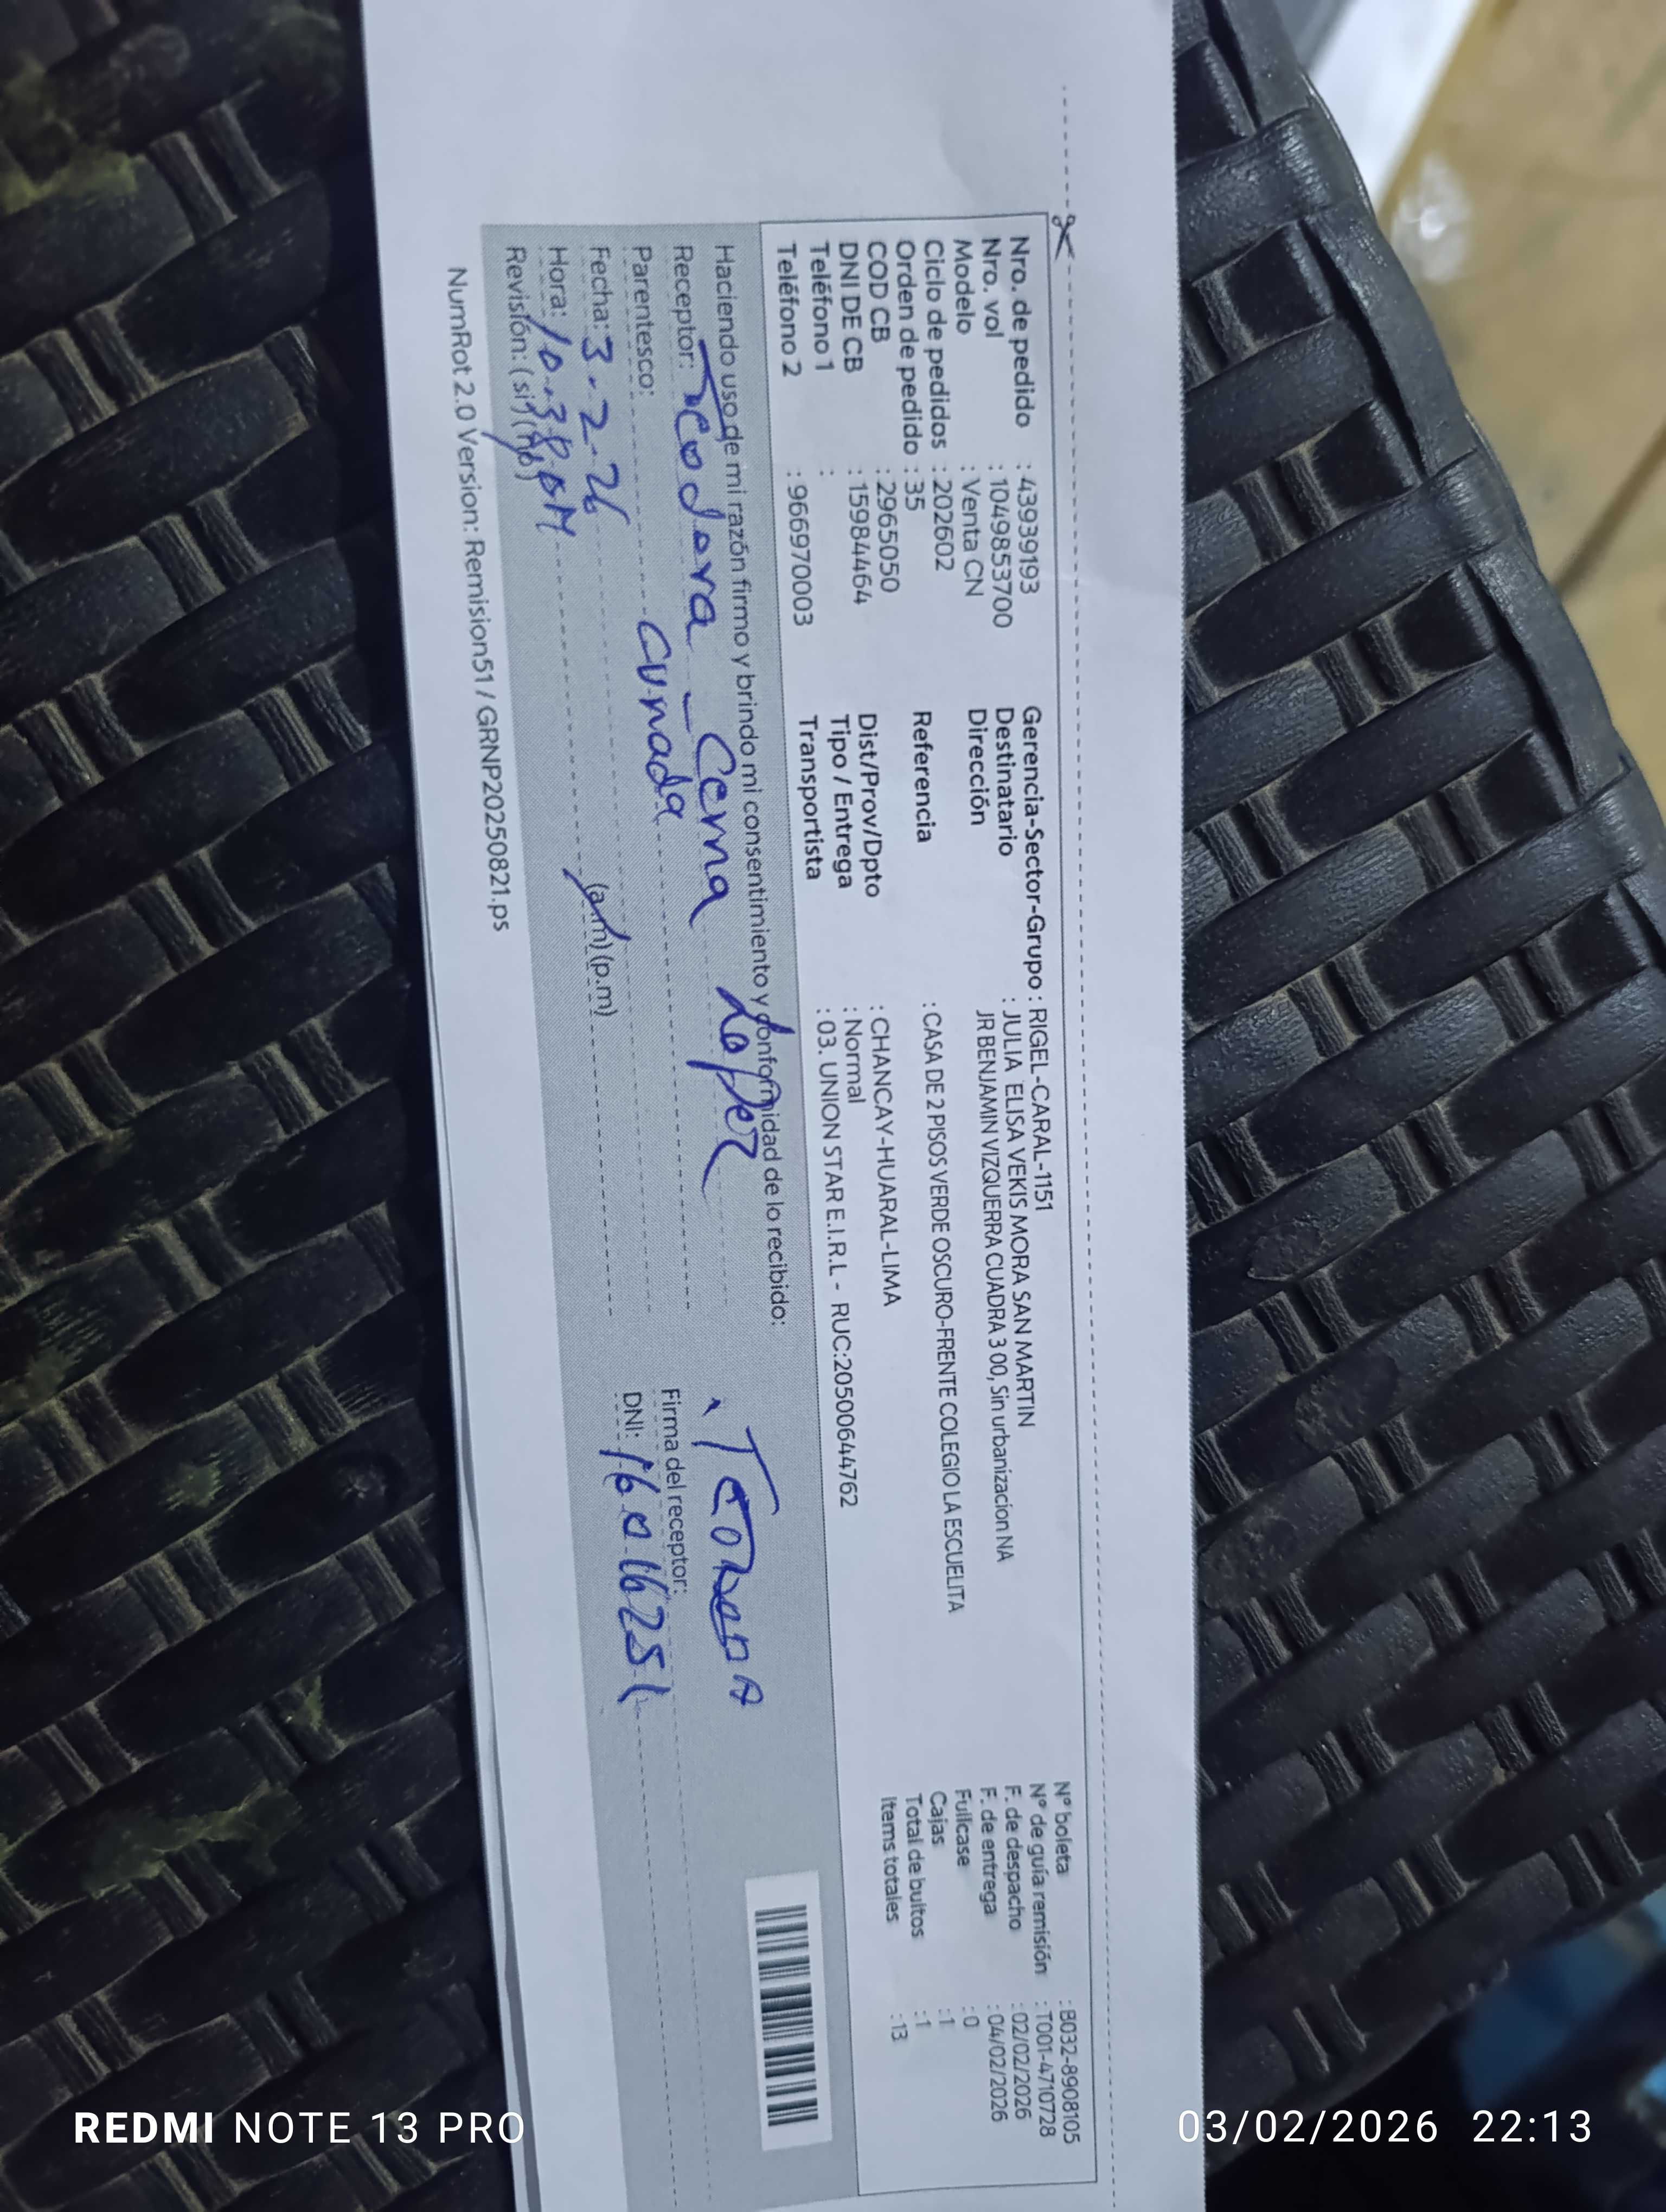 Nro. de pedido : 43939193
Nro. vol : 10498537700
Modelo : Venta CN
Ciclo de pedidos : 202602
Orden de pedido : 35
COD CB : 2965050
DNI DE CB : 15984464
Teléfono 1 :
Teléfono 2 : 966970003
Gerencia-Sector-Grupo : RIGEL-CARAL-1151
Destinatario : JULIA ELISA VEKIS MORA SAN MARTIN
Dirección JR BENJAMIN VIZQUERRA CUADRA 3 00, Sin urbanizacion NA
Referencia : CASA DE 2 PISOS VERDE OSCURO-FRENTE COLEGIO LA ESCUELITA
Dist/Prov/Dpto : CHANCAY-HUARAL-LIMA
Tipo / Entrega : Normal
Transportista : 03. UNION STAR E.I.R.L - RUC:20500644762
N° boleta : B032-8908105
N° de guía remisión : T001-4710728
F. de despacho : 02/02/2026
F. de entrega : 04/02/2026
Fullcase : 0
Cajas : 1
Total de bultos : 1
Items totales : 13
Haciendo uso de mi razón firmo y brindo mi consentimiento y conformidad de lo recibido:
Receptor: Teodora Cerna Lopez
Parentesco: cuñada
Fecha: 3-2-26
Hora: 10.38 (a.m) (p.m)
Revisión: (si) (no)
Teodora
Firma del receptor:
DNI:
NumRot 2.0 Version: Remision51 / GRNP20250821.ps
REDMI NOTE 13 PRO
03/02/2026 22:13